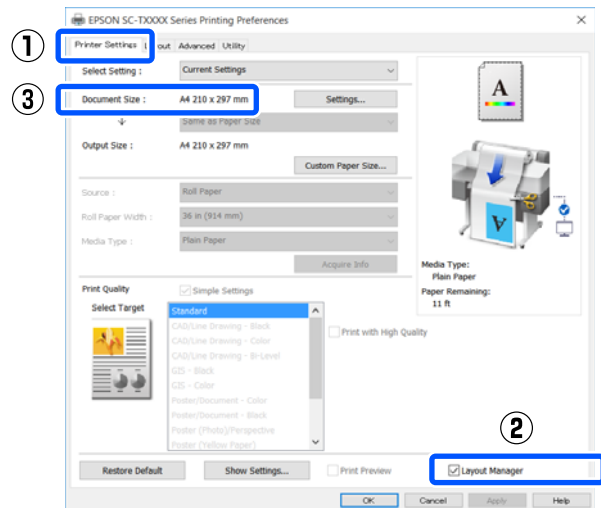 EPSON SC-TXXXX Series Printing Preferences
①
Printer Settings L out Advanced Utility
Select Setting : Current Settings
③
Document Size : A4 210 x 297 mm Settings...
Same as Paper Size
Output Size : A4 210 x 297 mm
Custom Paper Size...
Source : Roll Paper
Roll Paper Width : 36 in (914 mm)
Media Type : Plain Paper
Acquire Info
A
A
Media Type:
Plain Paper
Paper Remaining:
11 ft
Print Quality Simple Settings
Select Target
Standard
CAD/Line Drawing - Black
CAD/Line Drawing - Color
CAD/Line Drawing - Bi-Level
GIS - Black
GIS - Color
Poster/Document - Color
Poster/Document - Black
Poster (Photo)/Perspective
Poster (Yellow Paper)
Print with High Quality
②
Restore Default Show Settings... Print Preview Layout Manager
OK Cancel Apply Help